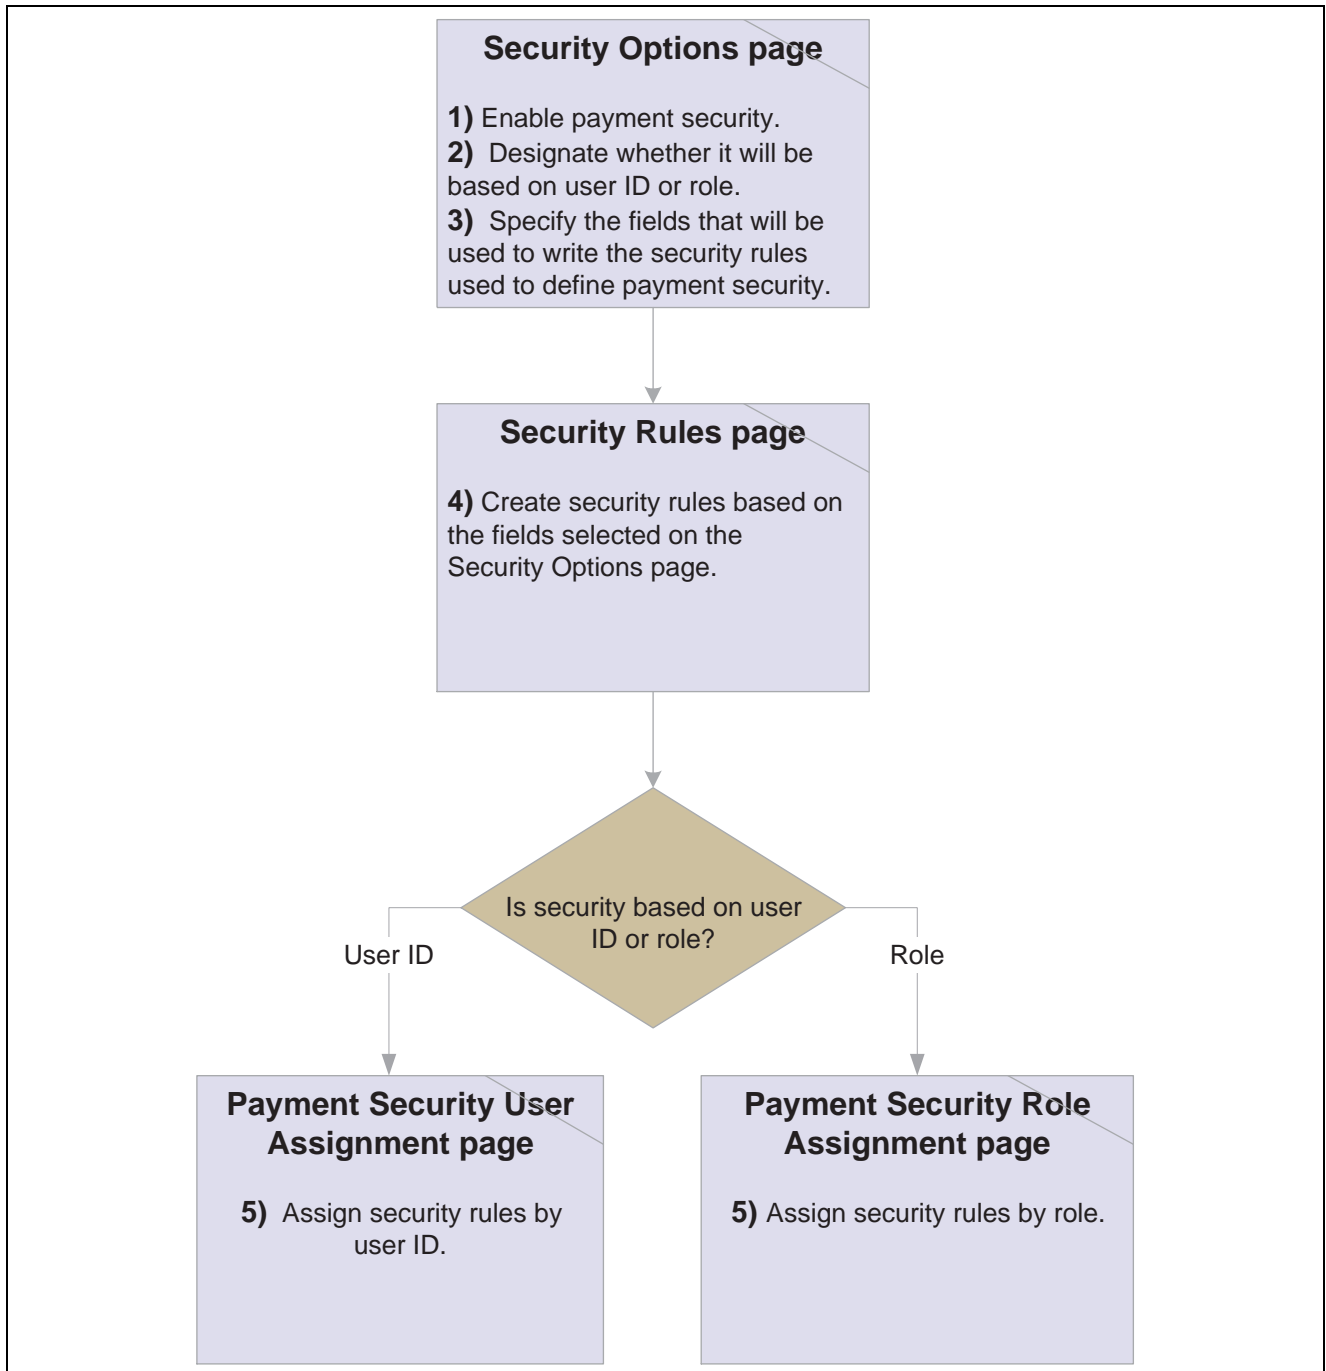 Security Options page
1) Enable payment security.
2) Designate whether it will be
based on user ID or role.
3) Specify the fields that will be
used to write the security rules
used to define payment security.
Security Rules page
4) Create security rules based on
the fields selected on the
Security Options page.
Is security based on user
ID or role?
User ID
Role
Payment Security User
Assignment page
5) Assign security rules by
user ID.
Payment Security Role
Assignment page
5) Assign security rules by role.